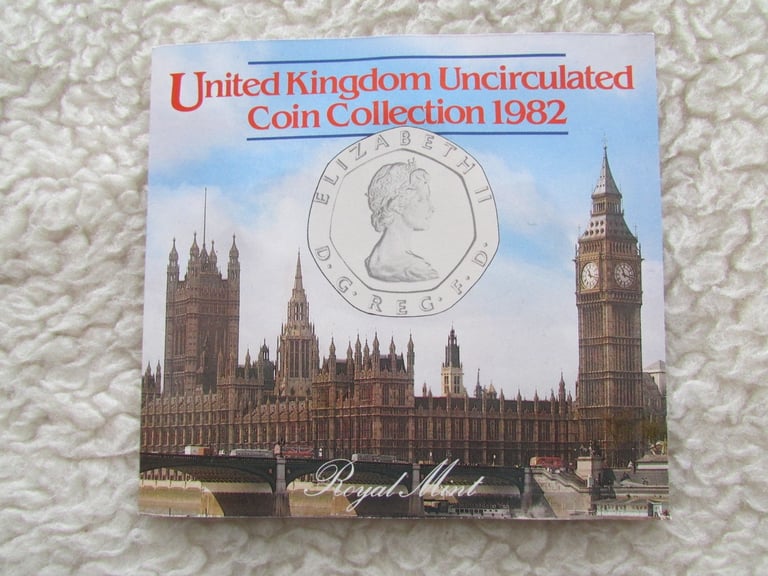 United Kingdom Uncirculated
Coin Collection 1982
ELIZABETH II
D.G.REG.F.D.
Royal Mint